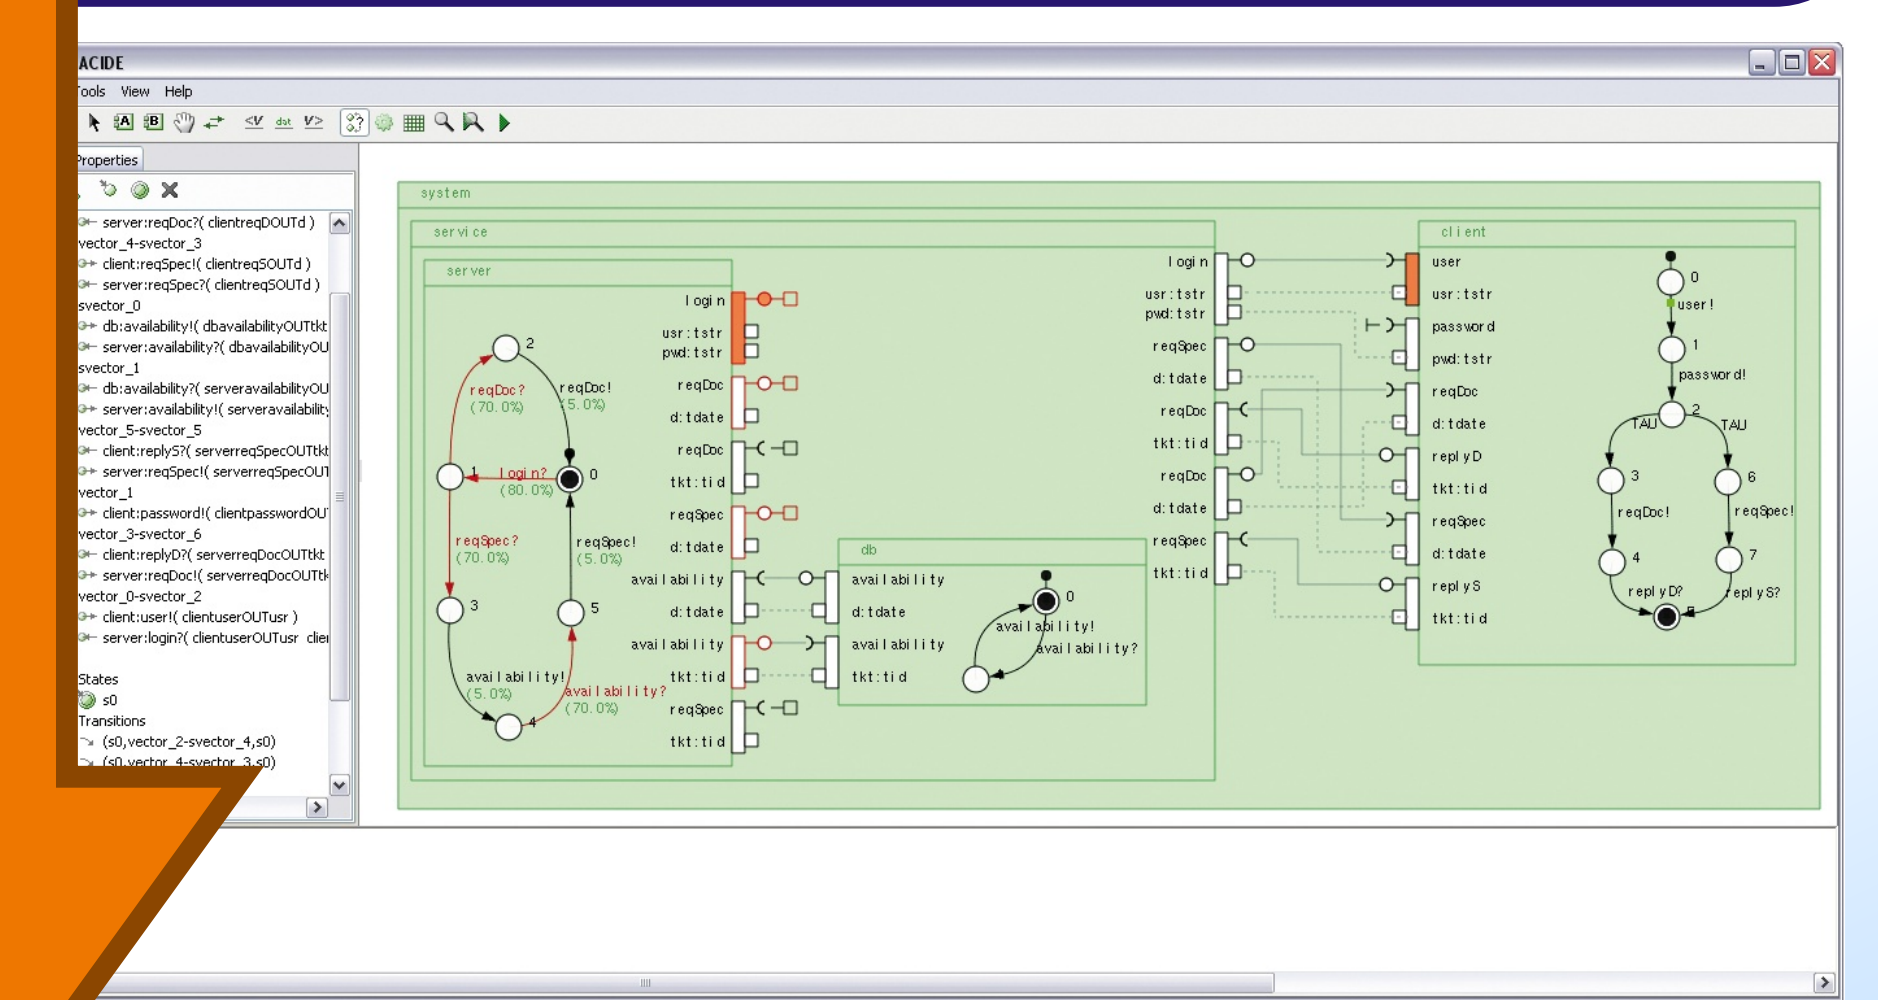 ACIDE
Tools View Help
A B <V dat V> ?
Properties
server:reqDoc?( clientreqDOUTd )
vector_4-svector_3
client:reqSpec!( clientreqSOUTd )
server:reqSpec?( clientreqSOUTd )
svector_0
db:availability!( dbavailabilityOUTtkt
server:availability?( dbavailabilityOU
svector_1
db:availability?( serveravailabilityOU
server:availability!( serveravailability
vector_5-svector_5
client:replyS?( serverreqSpecOUTtkt
server:reqSpec!( serverreqSpecOUT
vector_1
client:password!( clientpasswordOU
vector_3-svector_6
client:replyD?( serverreqDocOUTtkt
server:reqDoc!( serverreqDocOUTtk
vector_0-svector_2
client:user!( clientuserOUTusr )
server:login?( clientuserOUTusr clie
States
s0
Transitions
(s0,vector_2-svector_4,s0)
(s0,vector_4-svector_3,s0)
system
service
server
login
usr:tstr
pwd:tstr
reqDoc
d:tdate
reqDoc
tkt:tid
reqSpec
d:tdate
availability
d:tdate
availability
tkt:tid
reqSpec
tkt:tid
2
reqDoc?
(70.0%)
reqDoc!
(5.0%)
1
login?
(80.0%)
0
reqSpec?
(70.0%)
reqSpec!
(5.0%)
3
5
availability!
(5.0%)
availability?
(70.0%)
4
db
availability
d:tdate
availability
tkt:tid
0
availability!
availability?
login
usr:tstr
pwd:tstr
reqSpec
d:tdate
reqDoc
tkt:tid
reqDoc
d:tdate
reqSpec
tkt:tid
client
user
usr:tstr
password
pwd:tstr
reqDoc
d:tdate
replyD
tkt:tid
reqSpec
d:tdate
replyS
tkt:tid
0
user!
1
password!
2
TAU
TAU
3
6
reqDoc!
reqSpec!
4
7
replyD?
replyS?